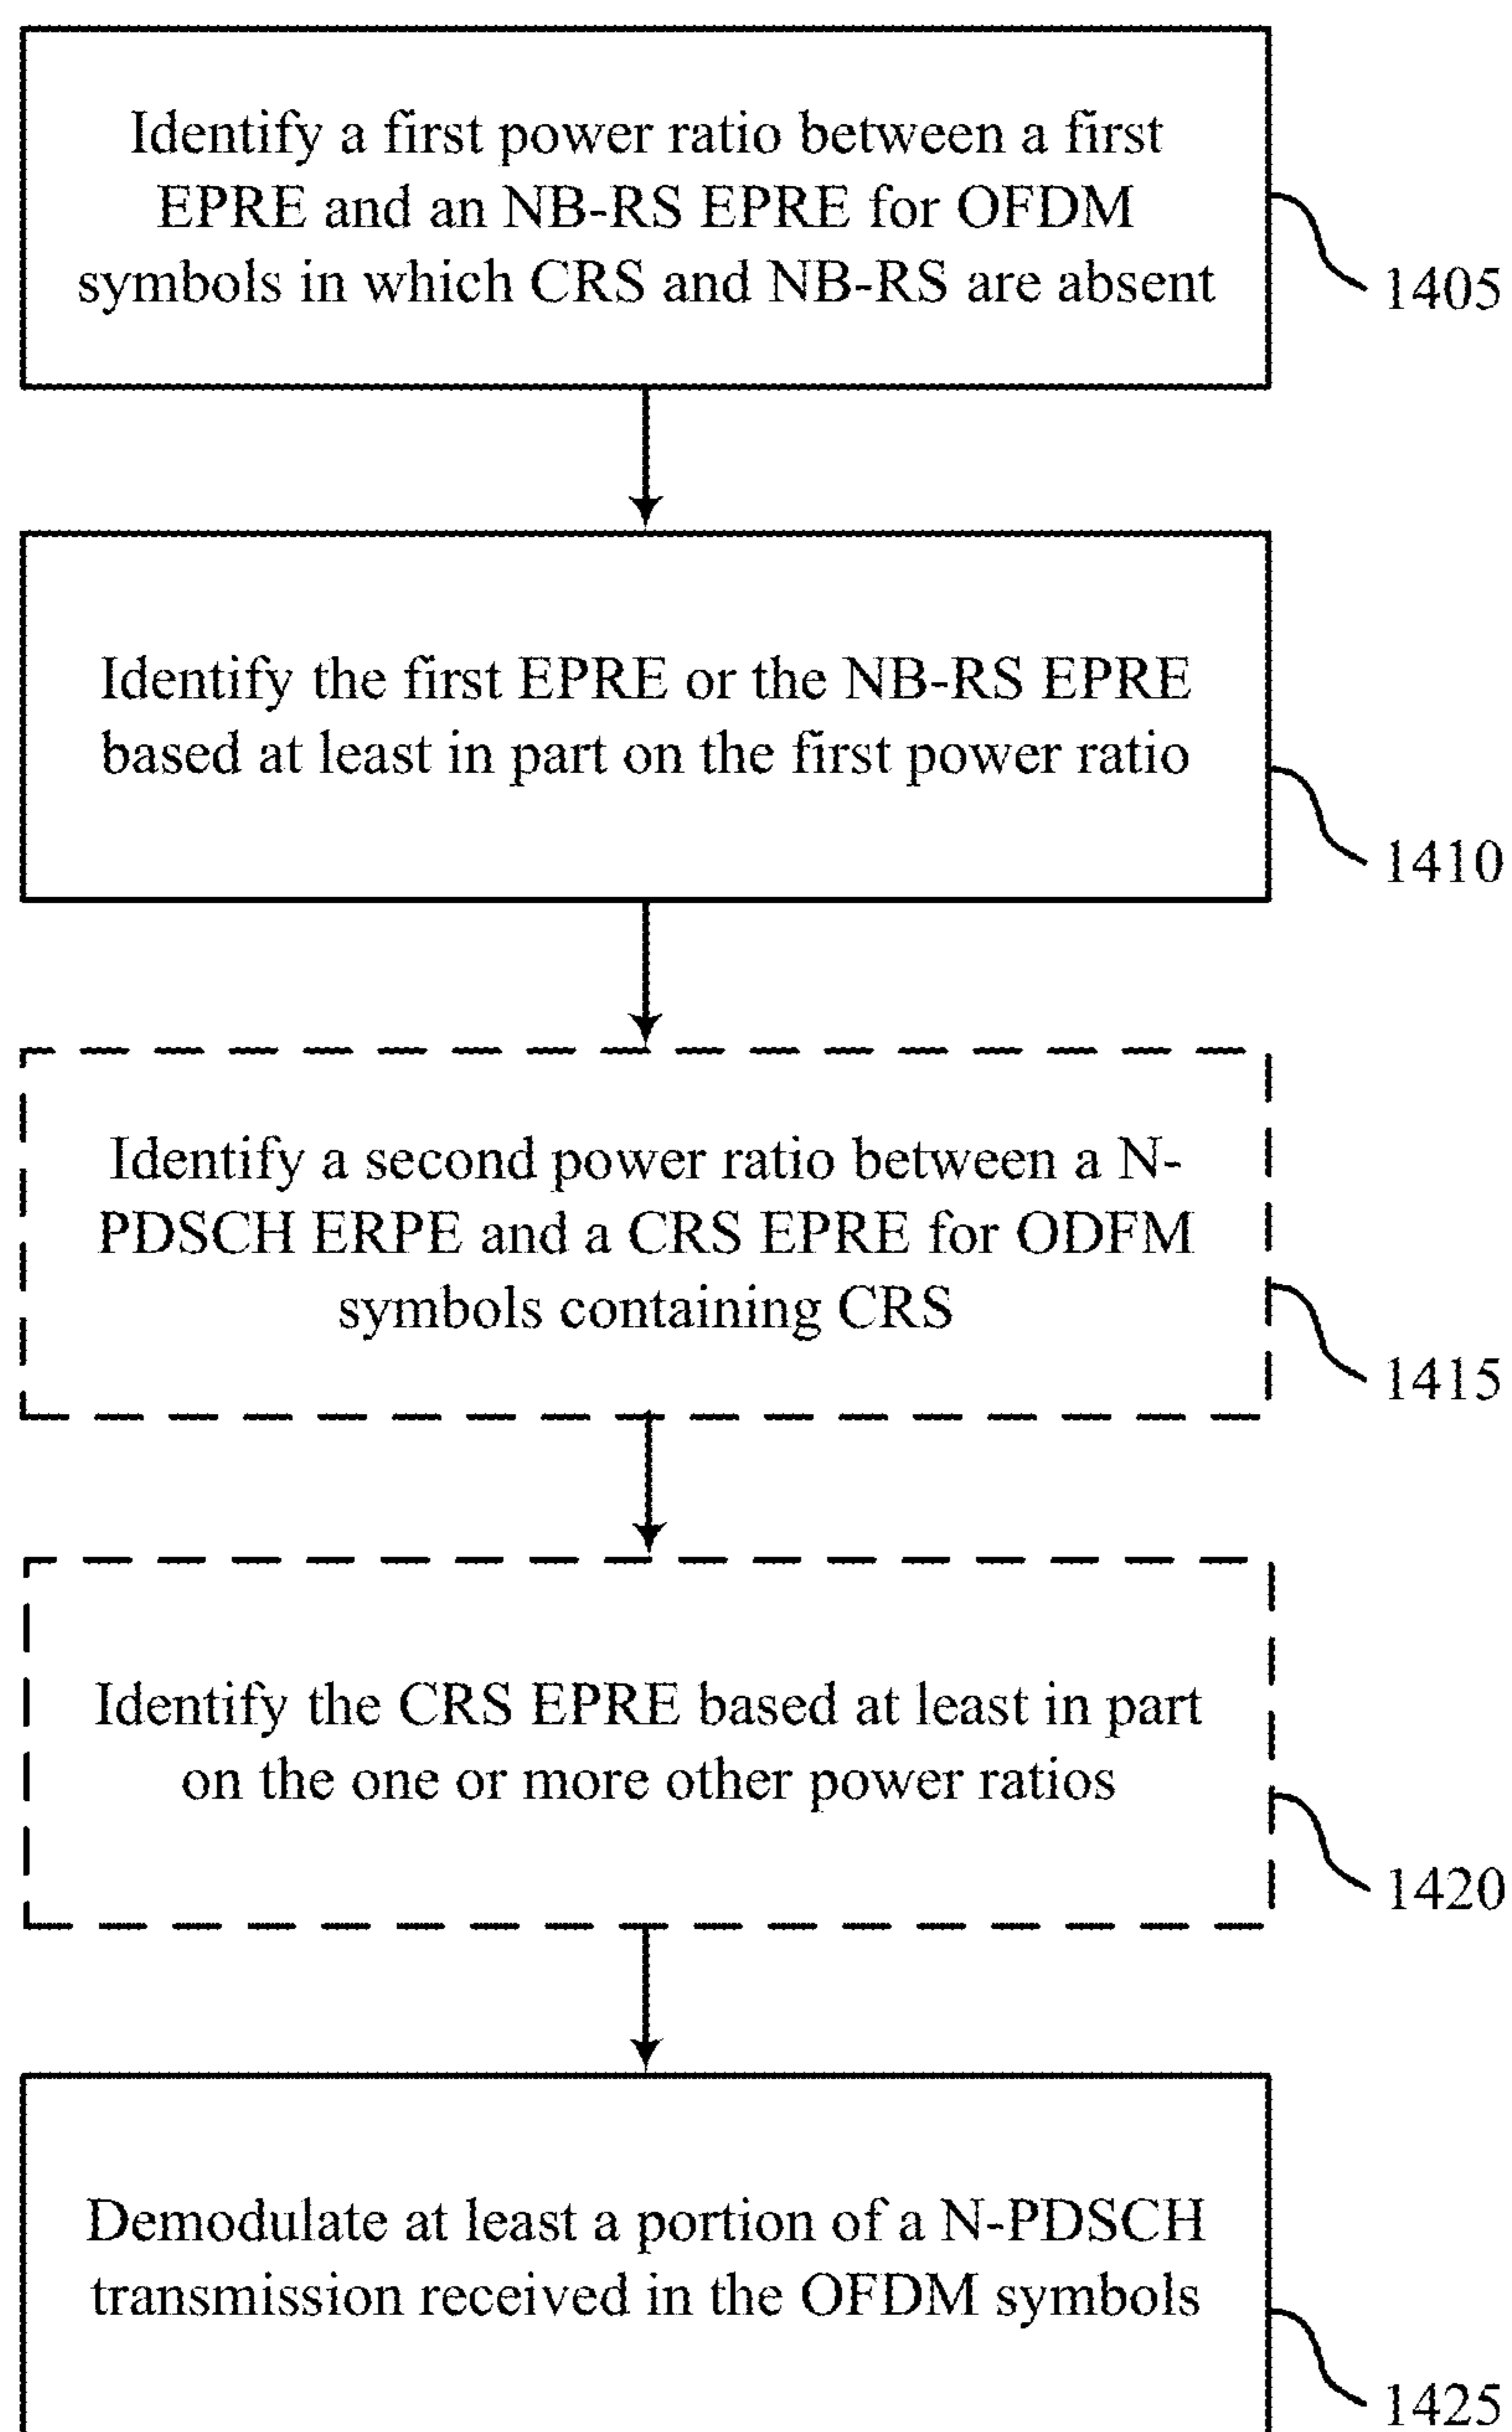 Identify a first power ratio between a first
EPRE and an NB-RS EPRE for OFDM
symbols in which CRS and NB-RS are absent
1405
Identify the first EPRE or the NB-RS EPRE
based at least in part on the first power ratio
1410
Identify a second power ratio between a N-
PDSCH ERPE and a CRS EPRE for ODFM
symbols containing CRS
1415
Identify the CRS EPRE based at least in part
on the one or more other power ratios
1420
Demodulate at least a portion of a N-PDSCH
transmission received in the OFDM symbols
1425